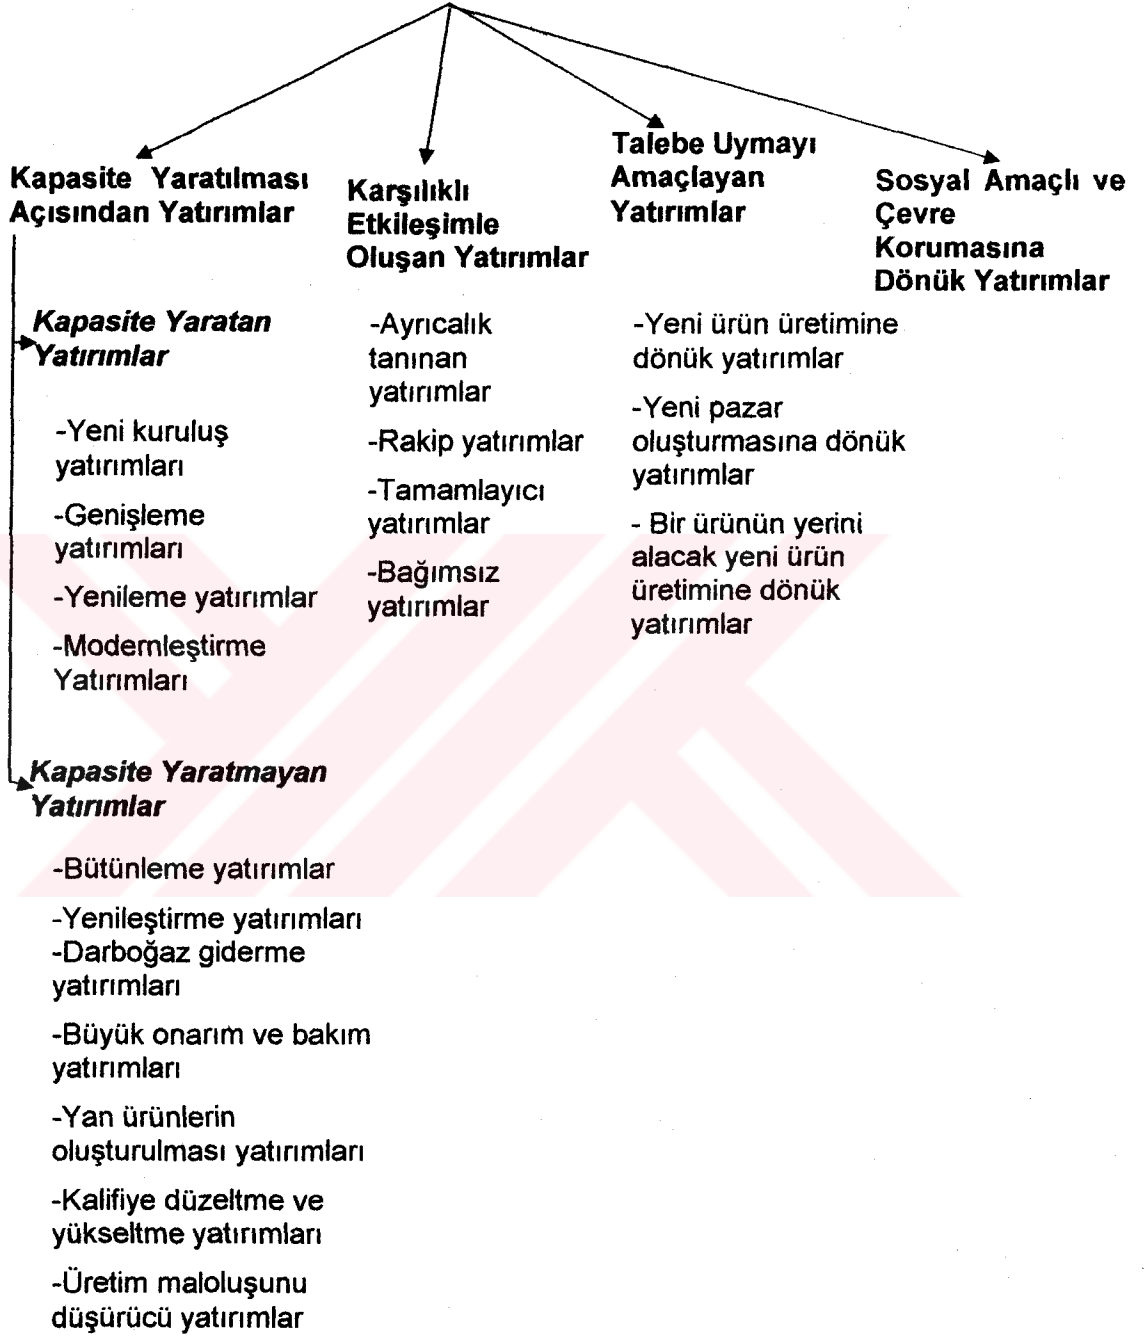 Kapasite Yaratılması
Açısından Yatırımlar
Kapasite Yaratan
Yatırımlar
-Yeni kuruluş
yatırımları
-Genişleme
yatırımları
-Yenileme yatırımlar
-Modernleştirme
Yatırımları
Kapasite Yaratmayan
Yatırımlar
-Bütünleme yatırımlar
-Yenileştirme yatırımları
-Darboğaz giderme
yatırımları
-Büyük onarım ve bakım
yatırımları
-Yan ürünlerin
oluşturulması yatırımları
-Kalifiye düzeltme ve
yükseltme yatırımları
-Üretim maloluşunu
düşürücü yatırımlar
Karşılıklı
Etkileşimle
Oluşan Yatırımlar
-Ayrıcalık
tanınan
yatırımlar
-Rakip yatırımlar
-Tamamlayıcı
yatırımlar
-Bağımsız
yatırımlar
Talebe Uymayı
Amaçlayan
Yatırımlar
-Yeni ürün üretimine
dönük yatırımlar
-Yeni pazar
oluşturmasına dönük
yatırımlar
- Bir ürünün yerini
alacak yeni ürün
üretimine dönük
yatırımlar
Sosyal Amaçlı ve
Çevre
Korumasına
Dönük Yatırımlar